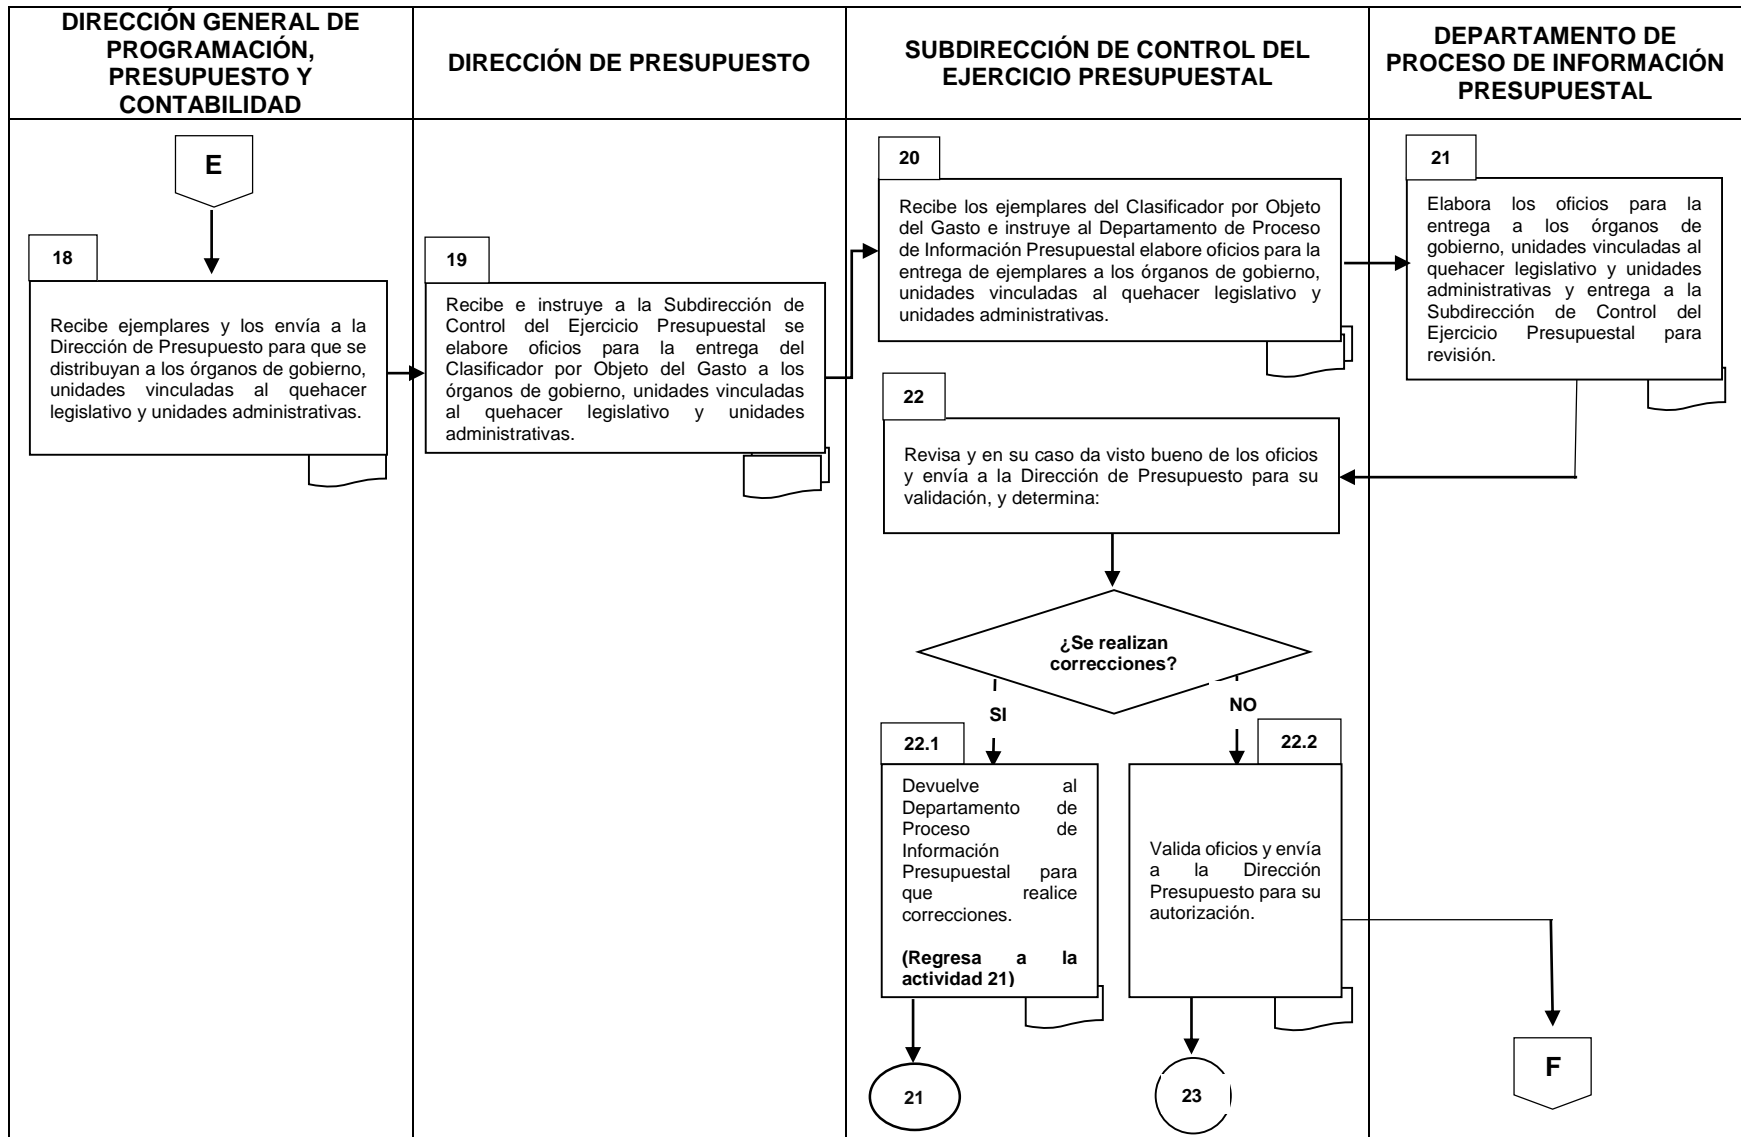 DIRECCIÓN GENERAL DE
PROGRAMACIÓN,
PRESUPUESTO Y
CONTABILIDAD
DIRECCIÓN DE PRESUPUESTO
SUBDIRECCIÓN DE CONTROL DEL
EJERCICIO PRESUPUESTAL
DEPARTAMENTO DE
PROCESO DE INFORMACIÓN
PRESUPUESTAL
E
18
Recibe ejemplares y los envía a la
Dirección de Presupuesto para que se
distribuyan a los órganos de gobierno,
unidades vinculadas al quehacer
legislativo y unidades administrativas.
19
Recibe e instruye a la Subdirección de
Control del Ejercicio Presupuestal se
elabore oficios para la entrega del
Clasificador por Objeto del Gasto a los
órganos de gobierno, unidades vinculadas
al quehacer legislativo y unidades
administrativas.
20
Recibe los ejemplares del Clasificador por Objeto
del Gasto e instruye al Departamento de Proceso
de Información Presupuestal elabore oficios para la
entrega de ejemplares a los órganos de gobierno,
unidades vinculadas al quehacer legislativo y
unidades administrativas.
21
Elabora los oficios para la
entrega a los órganos de
gobierno, unidades vinculadas al
quehacer legislativo y unidades
administrativas y entrega a la
Subdirección de Control del
Ejercicio Presupuestal para
revisión.
22
Revisa y en su caso da visto bueno de los oficios
y envía a la Dirección de Presupuesto para su
validación, y determina:
¿Se realizan
correcciones?
SI
NO
22.1
Devuelve al
Departamento de
Proceso de
Información
Presupuestal para
que realice
correcciones.
(Regresa a la
actividad 21)
22.2
Valida oficios y envía
a la Dirección
Presupuesto para su
autorización.
21
23
F